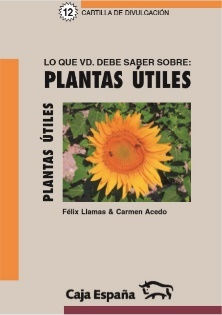 12 CARTILLA DE DIVULGACIÓN
LO QUE VD. DEBE SABER SOBRE:
PLANTAS ÚTILES
PLANTAS ÚTILES
Félix Llamas & Carmen Acedo
Caja España